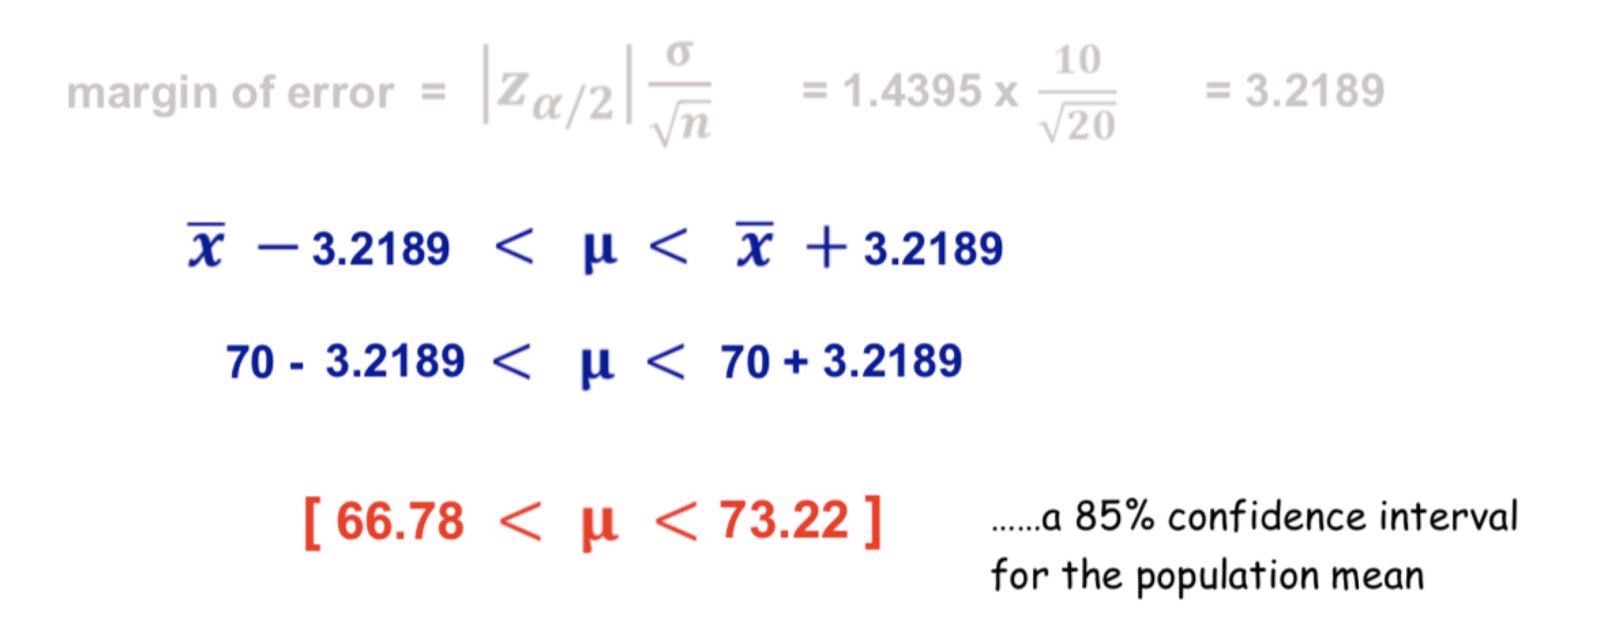 margin of error = |z α/2| σ/√n = 1.4395 x 10/√20 = 3.2189
x̅ − 3.2189 < μ < x̅ + 3.2189
70 - 3.2189 < μ < 70 + 3.2189
[ 66.78 < μ < 73.22 ] ......a 85% confidence interval
for the population mean